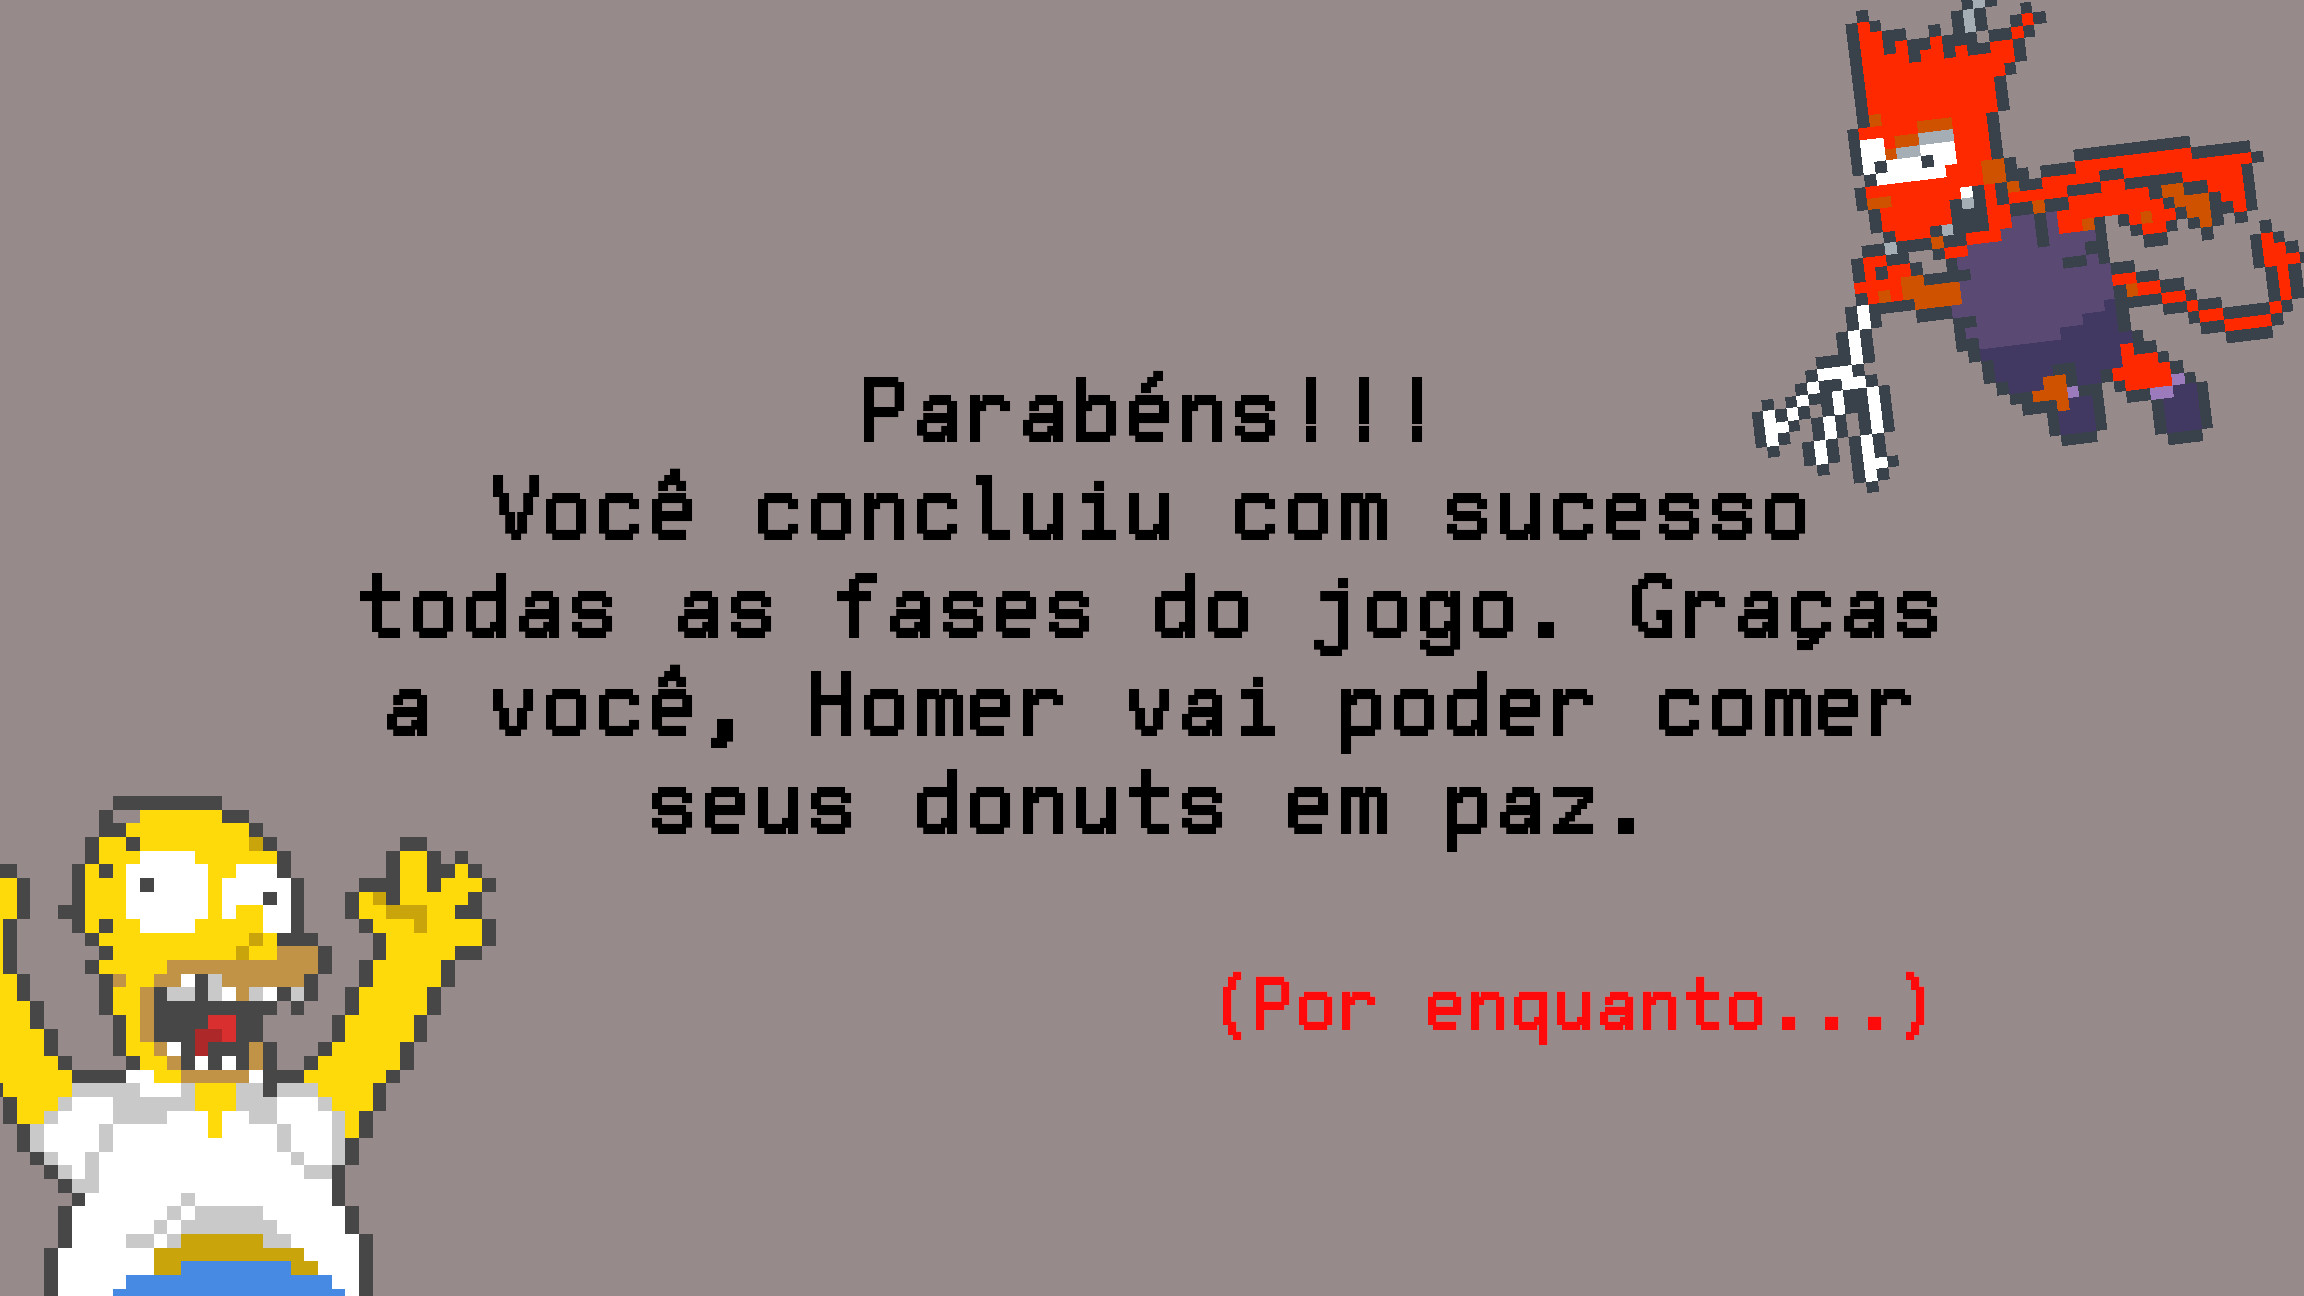 Parabéns!!!
Você concluiu com sucesso
todas as fases do jogo. Graças
a você, Homer vai poder comer
seus donuts em paz.
(Por enquanto...)